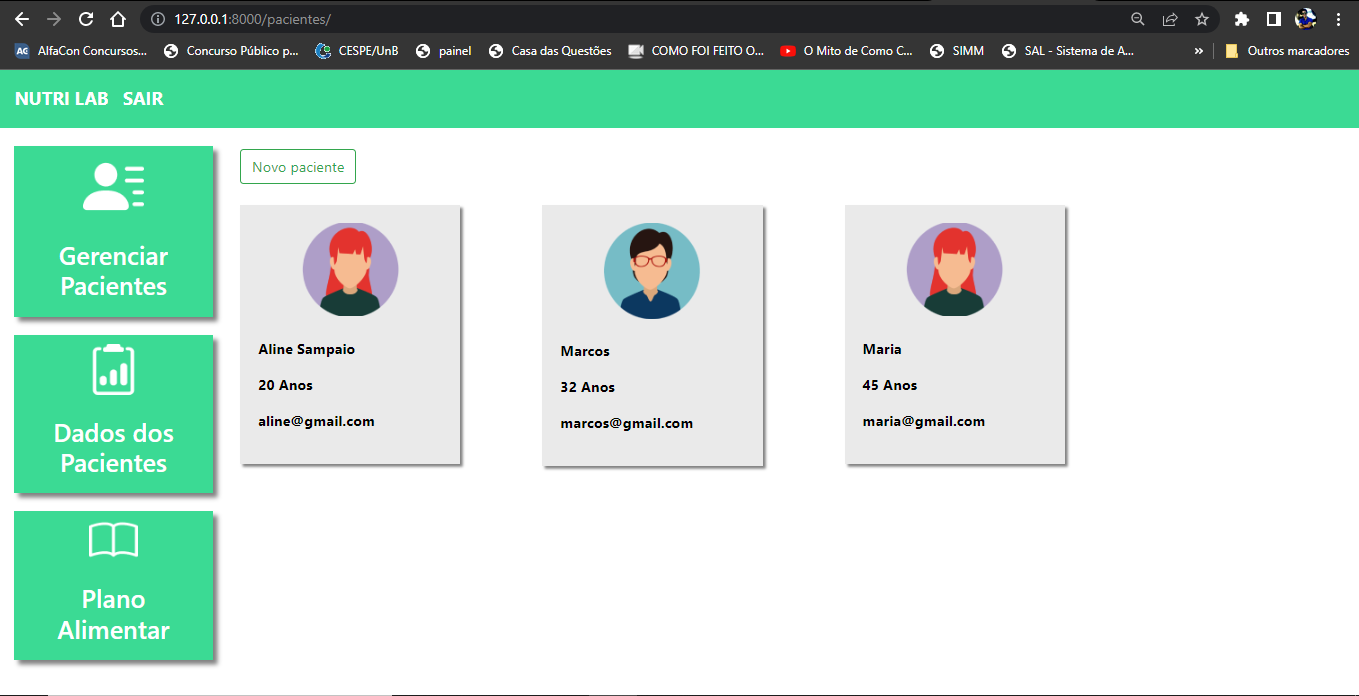 127.0.0.1:8000/pacientes/
AlfaCon Concursos...
Concurso Público p...
CESPE/UnB
painel
Casa das Questões
COMO FOI FEITO O...
O Mito de Como C...
SIMM
SAL - Sistema de A...
»
Outros marcadores
NUTRI LAB SAIR
Gerenciar
Pacientes
Dados dos
Pacientes
Plano
Alimentar
Novo paciente
Aline Sampaio
20 Anos
aline@gmail.com
Marcos
32 Anos
marcos@gmail.com
Maria
45 Anos
maria@gmail.com